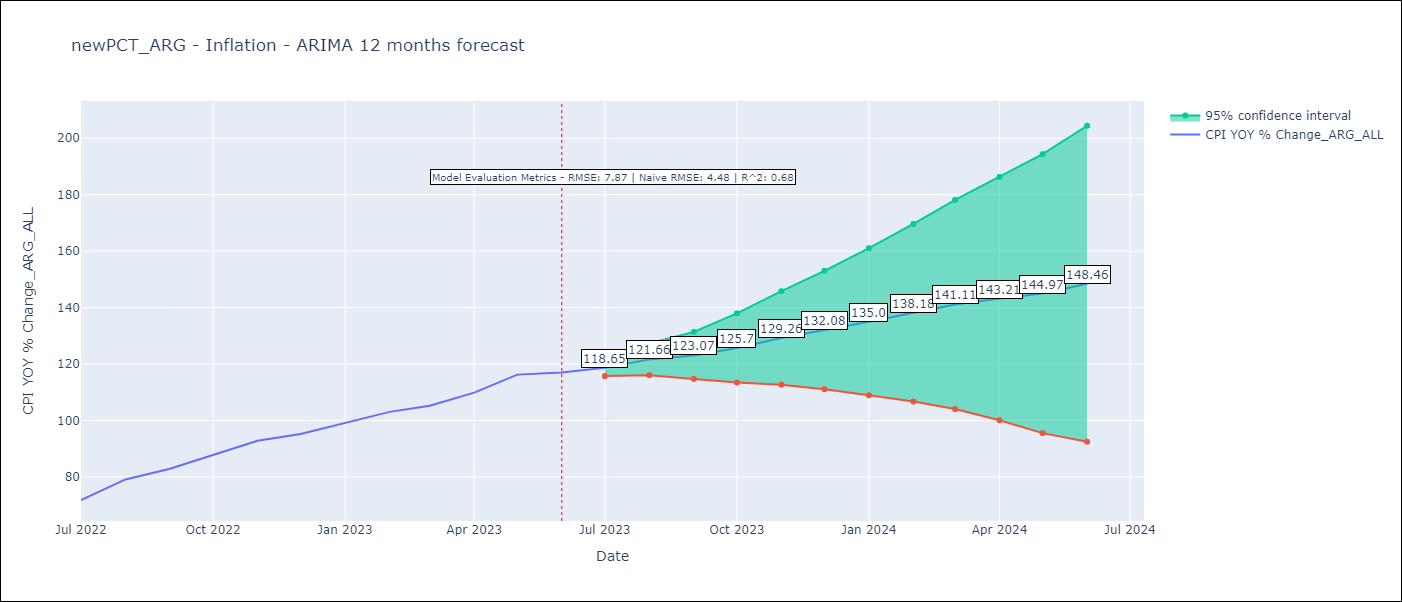 newPCT_ARG - Inflation - ARIMA 12 months forecast
95% confidence interval
CPI YOY % Change_ARG_ALL
Model Evaluation Metrics - RMSE: 7.87 | Naive RMSE: 4.48 | R^2: 0.68
CPI YOY % Change_ARG_ALL
200
180
160
140
120
100
80
118.65
121.66
123.07
125.7
129.26
132.08
135.0
138.18
141.11
143.21
144.97
148.46
Jul 2022
Oct 2022
Jan 2023
Apr 2023
Jul 2023
Oct 2023
Jan 2024
Apr 2024
Jul 2024
Date